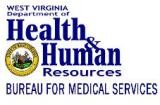 WEST VIRGINIA
Department of
Health
&
Human
Resources
BUREAU FOR MEDICAL SERVICES